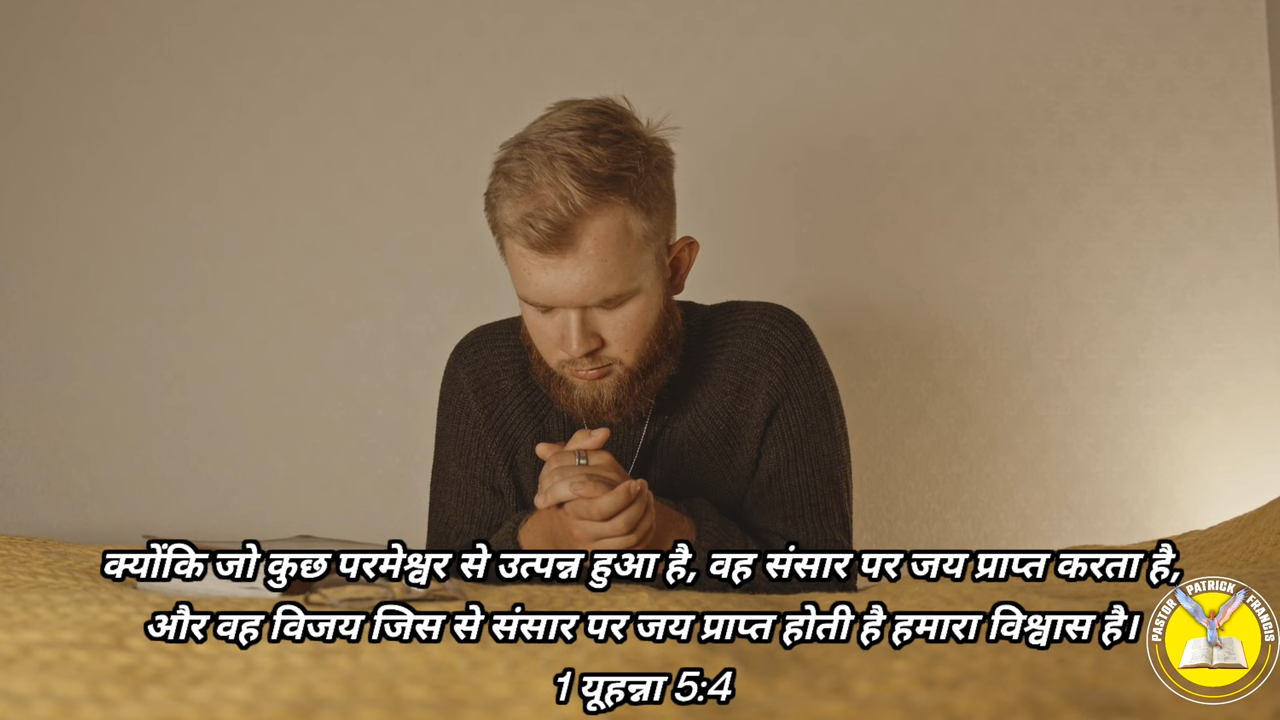 क्योंकि जो कुछ परमेश्वर से उत्पन्न हुआ है, वह संसार पर जय प्राप्त करता है,
और वह विजय जिस से संसार पर जय प्राप्त होती है हमारा विश्वास है।
1 यूहन्ना 5:4
PASTOR PATRICK FRANCIS